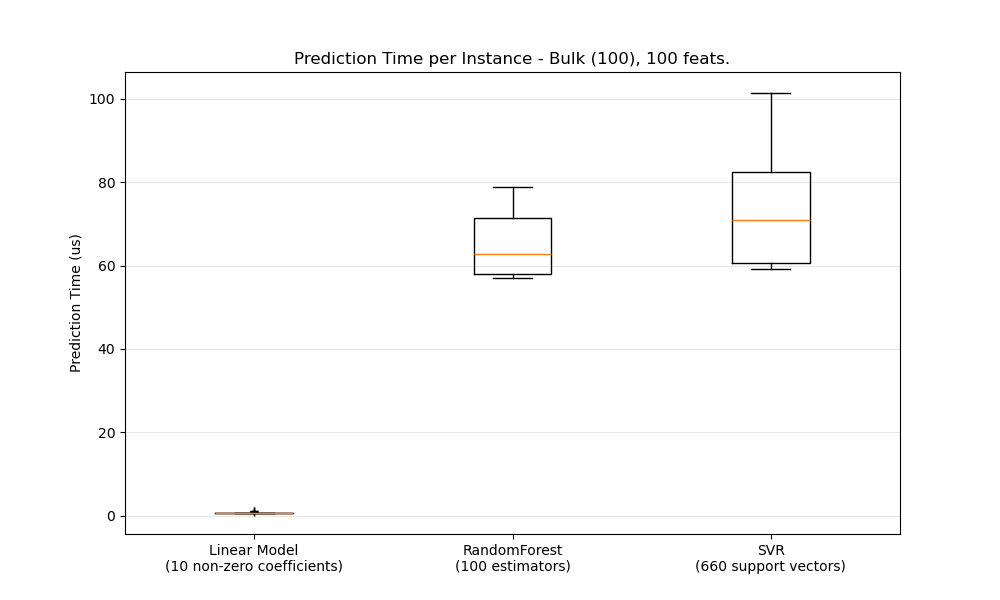 Prediction Time per Instance - Bulk (100), 100 feats.
Prediction Time (us)
100
80
60
40
20
0
Linear Model
(10 non-zero coefficients)
RandomForest
(100 estimators)
SVR
(660 support vectors)